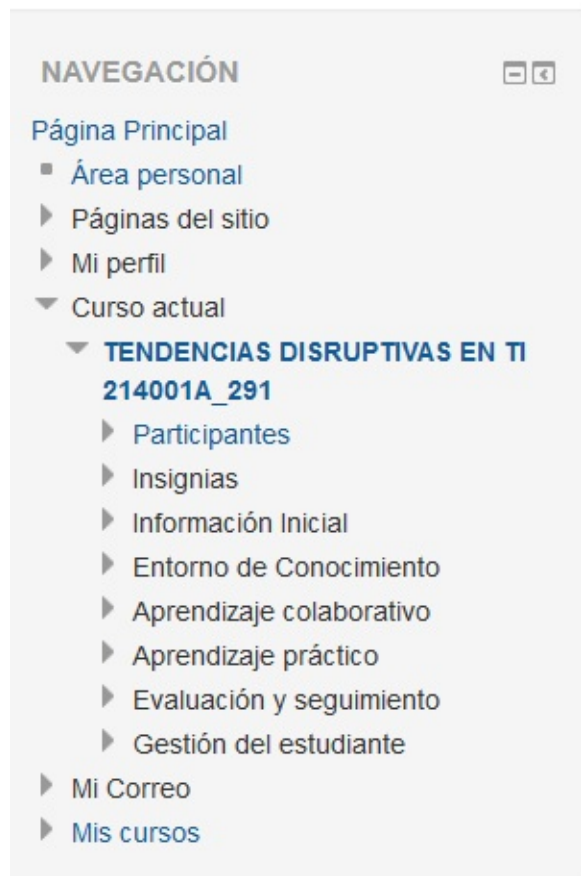 NAVEGACIÓN
Página Principal
Área personal
Páginas del sitio
Mi perfil
Curso actual
TENDENCIAS DISRUPTIVAS EN TI
214001A_291
Participantes
Insignias
Información Inicial
Entorno de Conocimiento
Aprendizaje colaborativo
Aprendizaje práctico
Evaluación y seguimiento
Gestión del estudiante
Mi Correo
Mis cursos